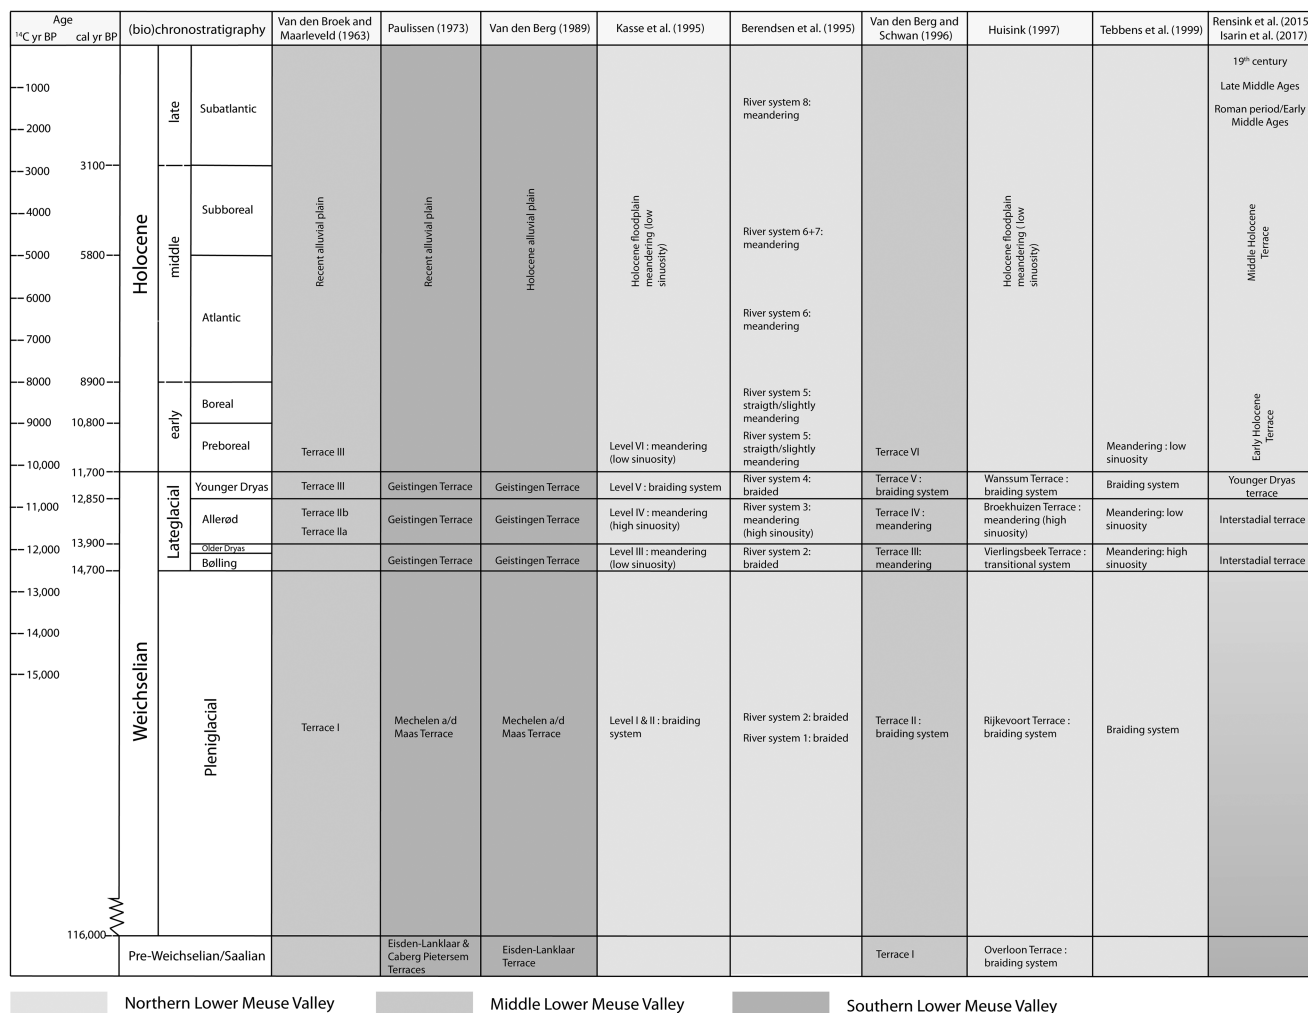 Age
14C yr BP
cal yr BP
(bio)chronostratigraphy
Van den Broek and
Maarleveld (1963)
Paulissen (1973)
Van den Berg (1989)
Kasse et al. (1995)
Berendsen et al. (1995)
Van den Berg and
Schwan (1996)
Huisink (1997)
Tebbens et al. (1999)
Rensink et al. (2015)
Isarin et al. (2017)
1000
2000
3000
4000
5000
6000
7000
8000
9000
10,000
11,000
12,000
13,000
14,000
15,000
3100
5800
8900
10,800
11,700
12,850
13,900
14,700
116,000
Holocene
late
middle
early
Subatlantic
Subboreal
Atlantic
Boreal
Preboreal
Weichselian
Lateglacial
Younger Dryas
Allerød
Older Dryas
Bølling
Pleniglacial
Pre-Weichselian/Saalian
Recent alluvial plain
Terrace III
Terrace III
Terrace IIb
Terrace IIa
Terrace I
Recent alluvial plain
Geistingen Terrace
Geistingen Terrace
Geistingen Terrace
Mechelen a/d
Maas Terrace
Eisden-Lanklaar &
Caberg Pietersem
Terraces
Holocene alluvial plain
Geistingen Terrace
Geistingen Terrace
Geistingen Terrace
Mechelen a/d
Maas Terrace
Eisden-Lanklaar
Terrace
Holocene floodplain
meandering (low
sinuosity)
Level VI : meandering
(low sinuosity)
Level V : braiding system
Level IV : meandering
(high sinuosity)
Level III : meandering
(low sinuosity)
Level I & II : braiding
system
River system 8:
meandering
River system 6+7:
meandering
River system 6:
meandering
River system 5:
straigth/slightly
meandering
River system 5:
straigth/slightly
meandering
River system 4:
braided
River system 3:
meandering
(high sinousity)
River system 2:
braided
River system 2: braided
River system 1: braided
Terrace VI
Terrace V :
braiding system
Terrace IV :
meandering
Terrace III:
meandering
Terrace II :
braiding system
Terrace I
Holocene floodplain
meandering ( low
sinuosity)
Wanssum Terrace :
braiding system
Broekhuizen Terrace :
meandering (high
sinuosity)
Vierlingsbeek Terrace :
transitional system
Rijkevoort Terrace :
braiding system
Overloon Terrace :
braiding system
Meandering : low
sinuosity
Braiding system
Meandering: low
sinuosity
Meandering: high
sinuosity
Braiding system
19th century
Late Middle Ages
Roman period/Early
Middle Ages
Middle Holocene
Terrace
Early Holocene
Terrace
Younger Dryas
terrace
Interstadial terrace
Interstadial terrace
Northern Lower Meuse Valley
Middle Lower Meuse Valley
Southern Lower Meuse Valley